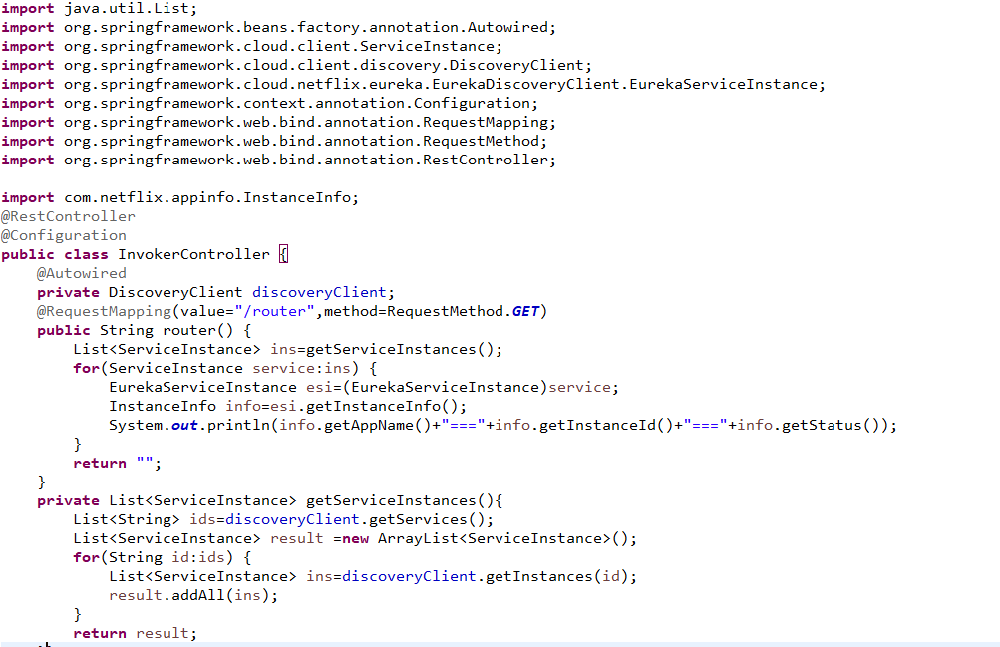 import java.util.List;
import org.springframework.beans.factory.annotation.Autowired;
import org.springframework.cloud.client.ServiceInstance;
import org.springframework.cloud.client.discovery.DiscoveryClient;
import org.springframework.cloud.netflix.eureka.EurekaDiscoveryClient.EurekaServiceInstance;
import org.springframework.context.annotation.Configuration;
import org.springframework.web.bind.annotation.RequestMapping;
import org.springframework.web.bind.annotation.RequestMethod;
import org.springframework.web.bind.annotation.RestController;

import com.netflix.appinfo.InstanceInfo;
@RestController
@Configuration
public class InvokerController {
    @Autowired
    private DiscoveryClient discoveryClient;
    @RequestMapping(value="/router",method=RequestMethod.GET)
    public String router() {
        List<ServiceInstance> ins=getServiceInstances();
        for(ServiceInstance service:ins) {
            EurekaServiceInstance esi=(EurekaServiceInstance)service;
            InstanceInfo info=esi.getInstanceInfo();
            System.out.println(info.getAppName()+"==="+info.getInstanceId()+"==="+info.getStatus());
        }
        return "";
    }
    private List<ServiceInstance> getServiceInstances(){
        List<String> ids=discoveryClient.getServices();
        List<ServiceInstance> result =new ArrayList<ServiceInstance>();
        for(String id:ids) {
            List<ServiceInstance> ins=discoveryClient.getInstances(id);
            result.addAll(ins);
        }
        return result;